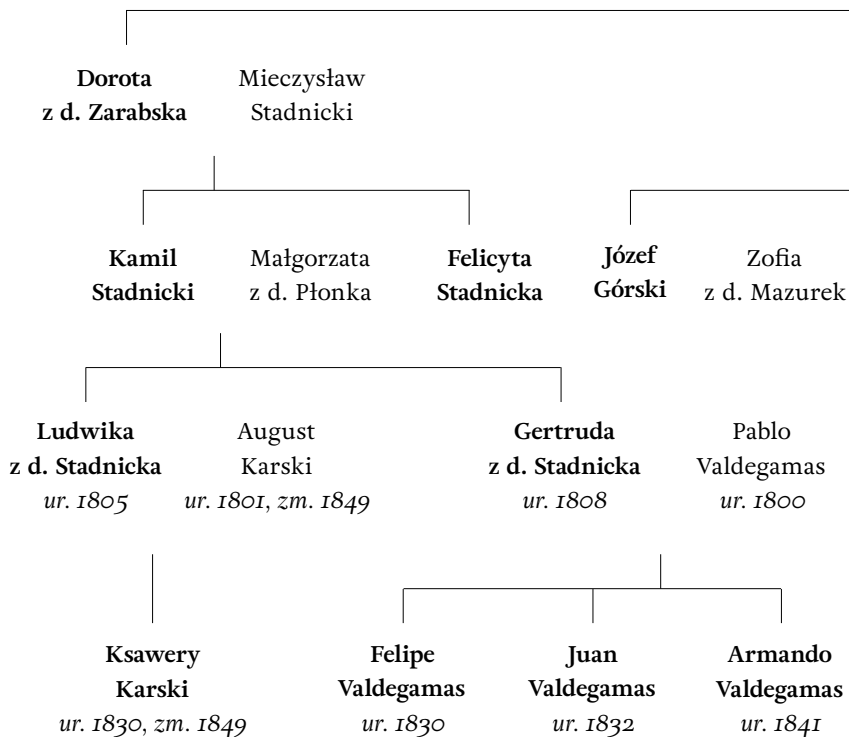 Dorota
z d. Zarabska
Mieczysław
Stadnicki
Kamil
Stadnicki
Małgorzata
z d. Płonka
Felicyta
Stadnicka
Józef
Górski
Zofia
z d. Mazurek
Ludwika
z d. Stadnicka
ur. 1805
August
Karski
ur. 1801, zm. 1849
Gertruda
z d. Stadnicka
ur. 1808
Pablo
Valdegamas
ur. 1800
Ksawery
Karski
ur. 1830, zm. 1849
Felipe
Valdegamas
ur. 1830
Juan
Valdegamas
ur. 1832
Armando
Valdegamas
ur. 1841